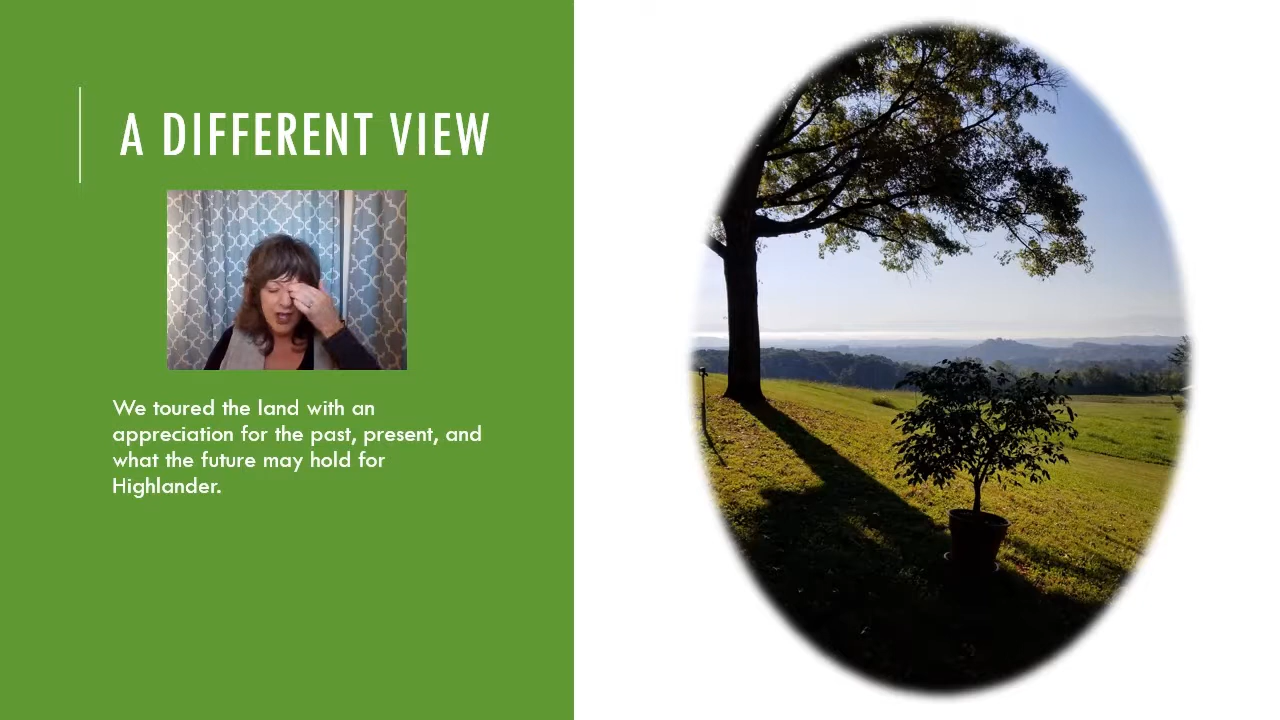 A DIFFERENT VIEW
We toured the land with an
appreciation for the past, present, and
what the future may hold for
Highlander.